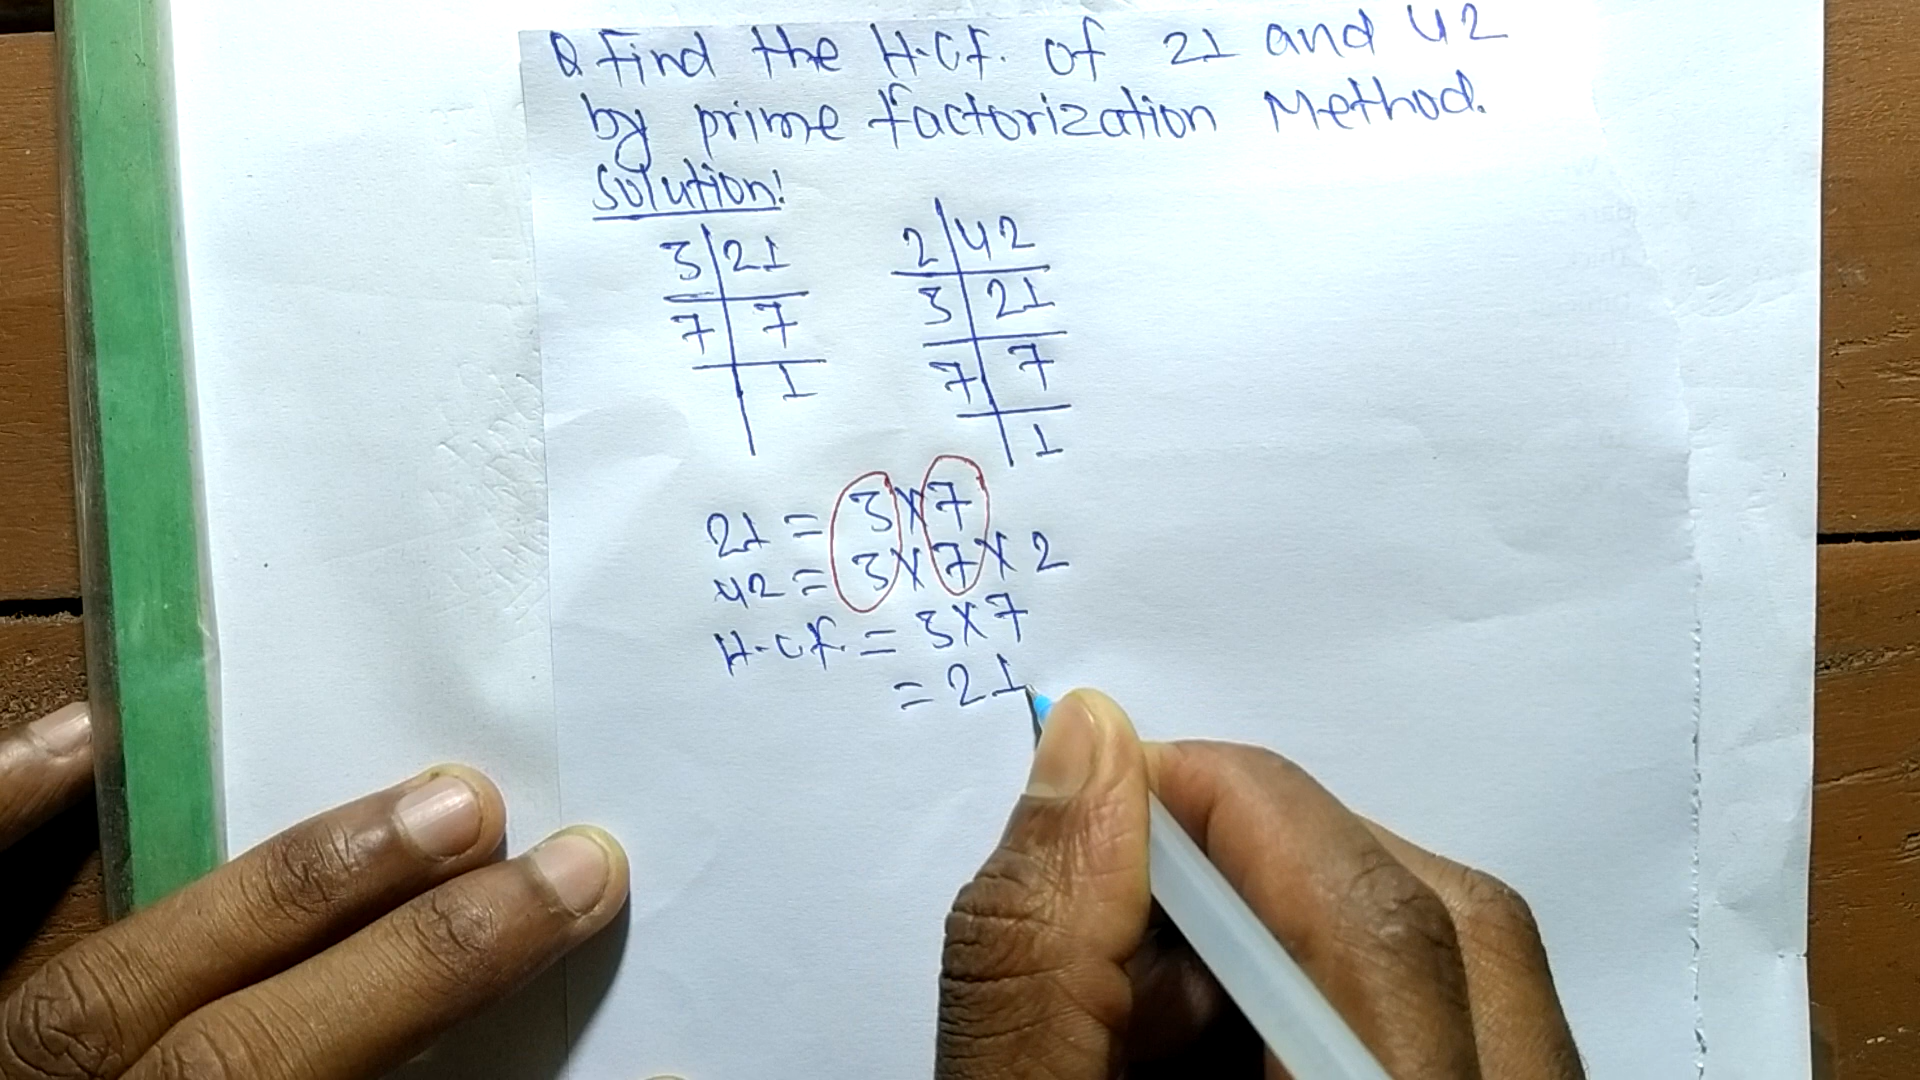 Q Find the H.C.F. of 21 and 42
by prime factorization Method.
Solution!
3 21
7 7
1
2 42
3 21
7 7
1
21 = 3×7
42 = 3×7×2
H.C.F. = 3×7
= 21